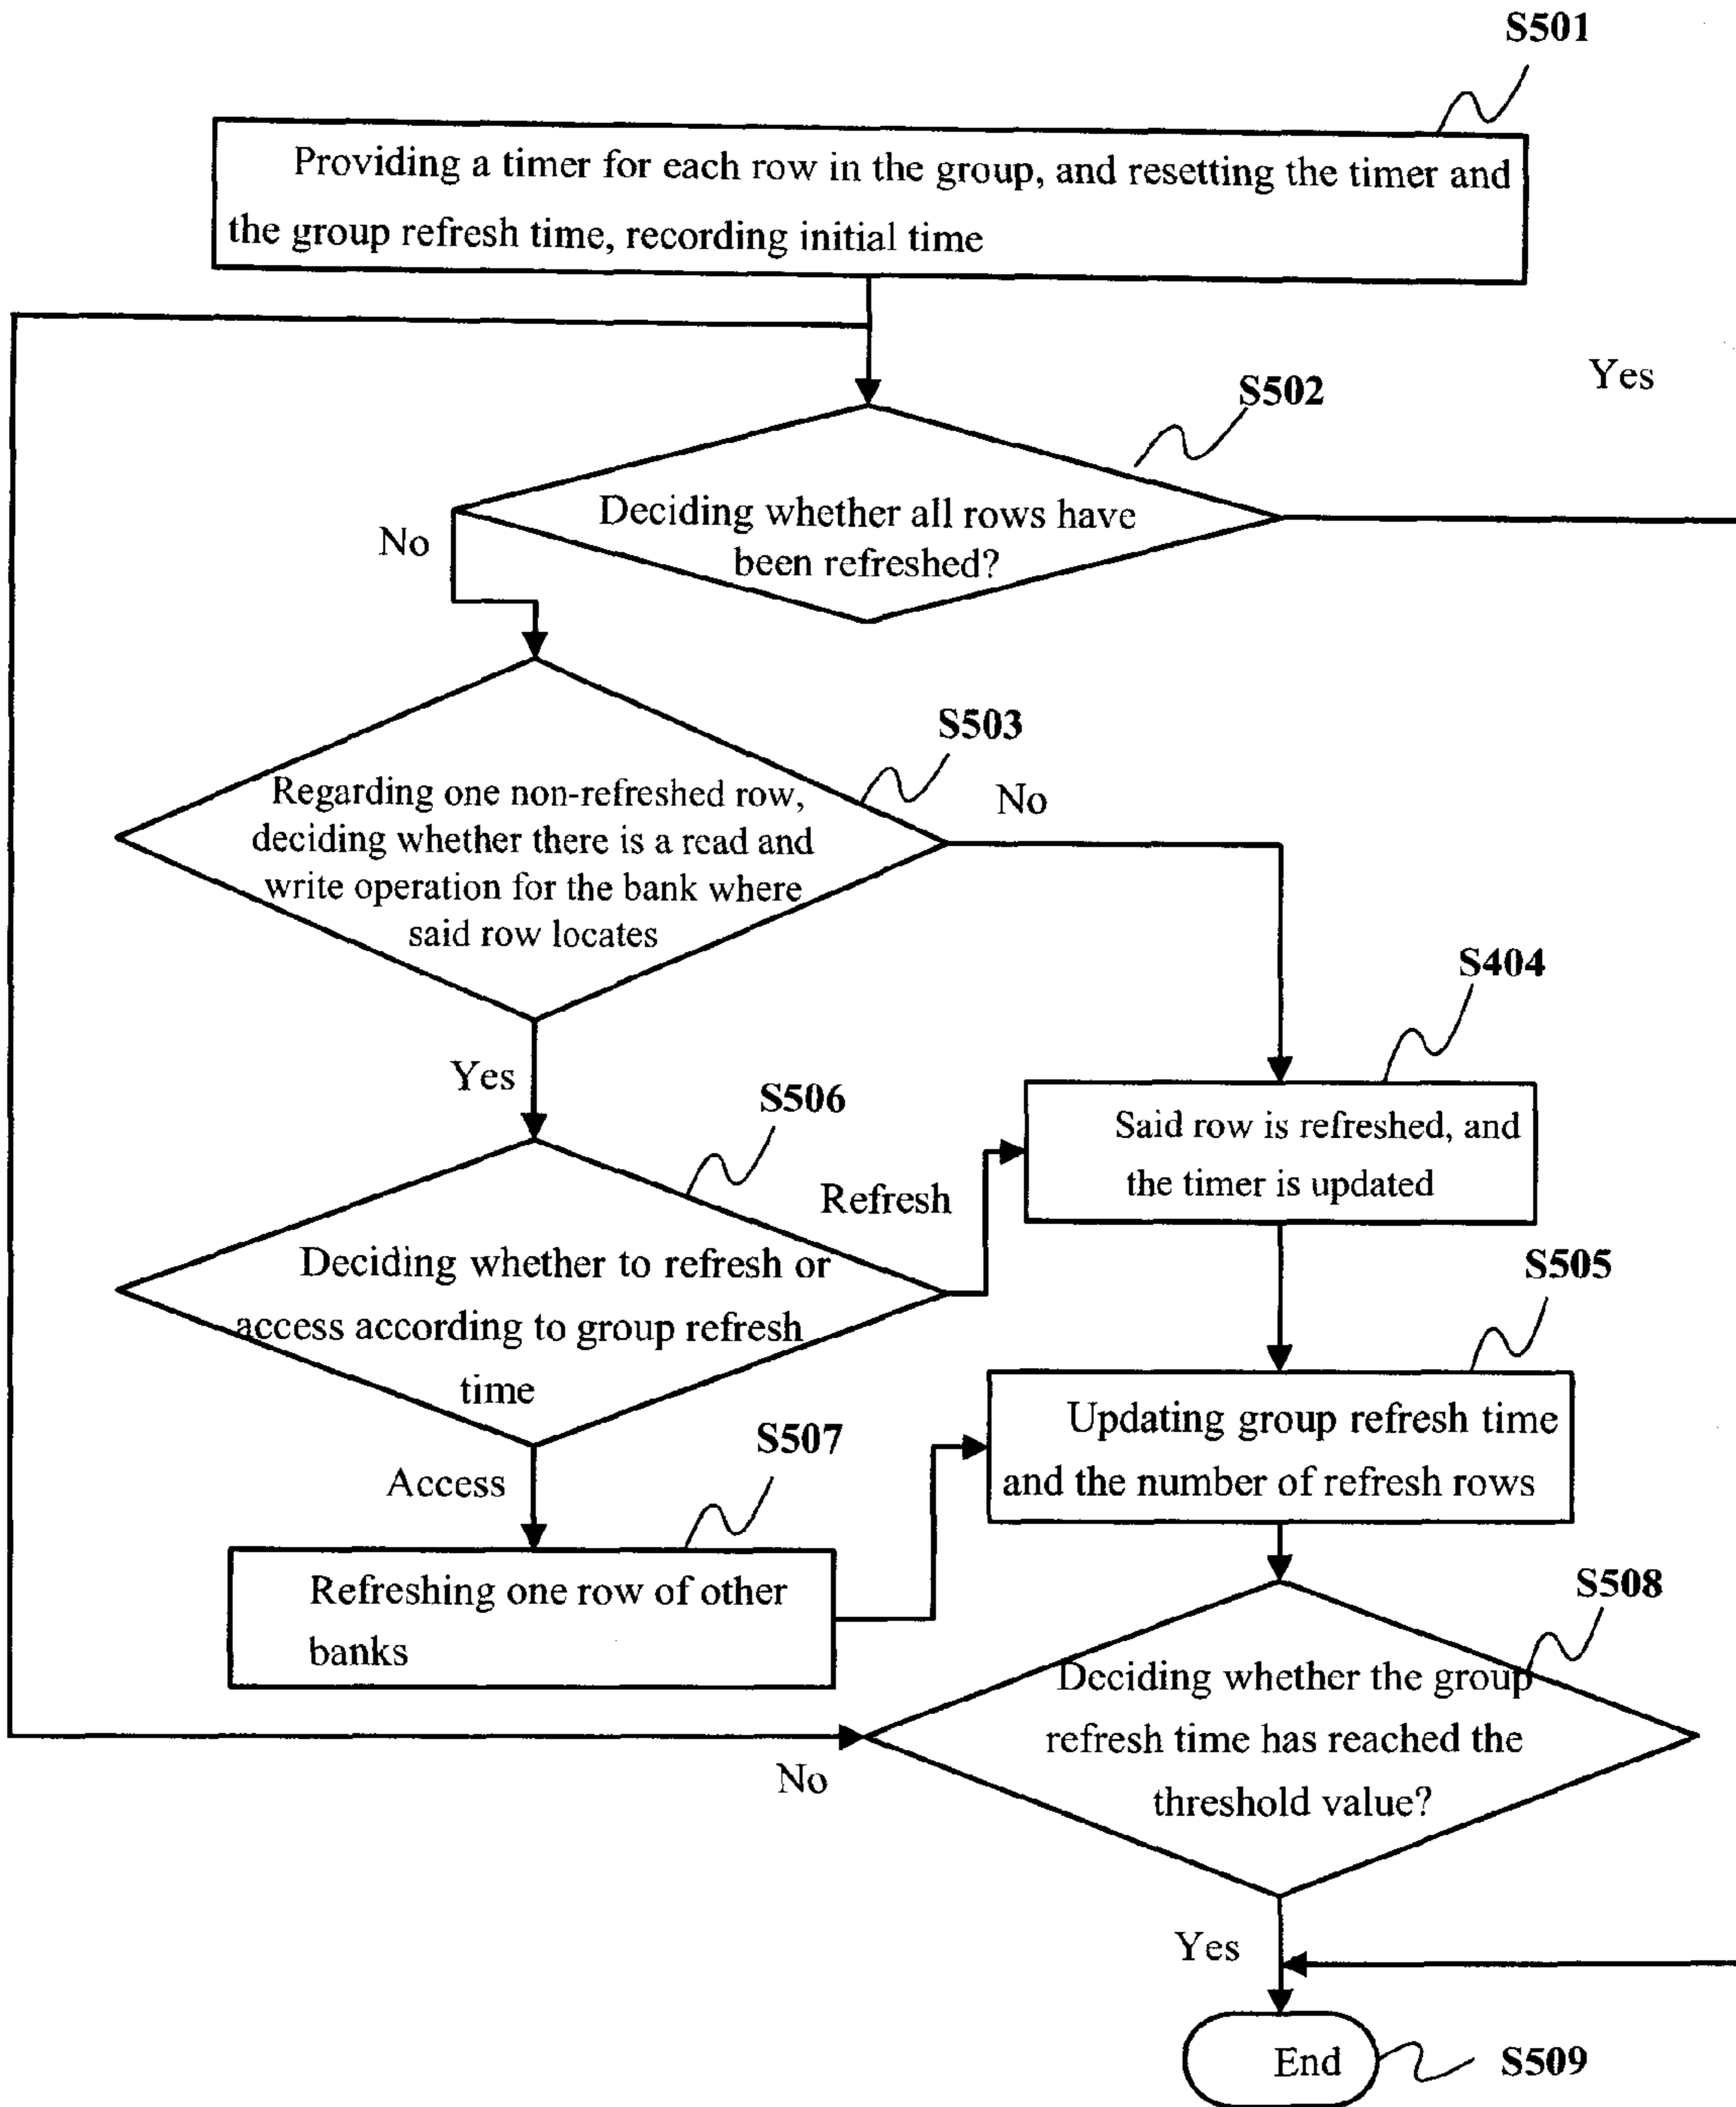 S501
Providing a timer for each row in the group, and resetting the timer and
the group refresh time, recording initial time
Yes
S502
Deciding whether all rows have
been refreshed?
No
S503
Regarding one non-refreshed row,
deciding whether there is a read and
write operation for the bank where
said row locates
No
S404
Yes
S506
Said row is refreshed, and
the timer is updated
Refresh
Deciding whether to refresh or
access according to group refresh
time
S505
Updating group refresh time
and the number of refresh rows
S507
Access
Refreshing one row of other
banks
S508
Deciding whether the group
refresh time has reached the
threshold value?
No
Yes
End
S509